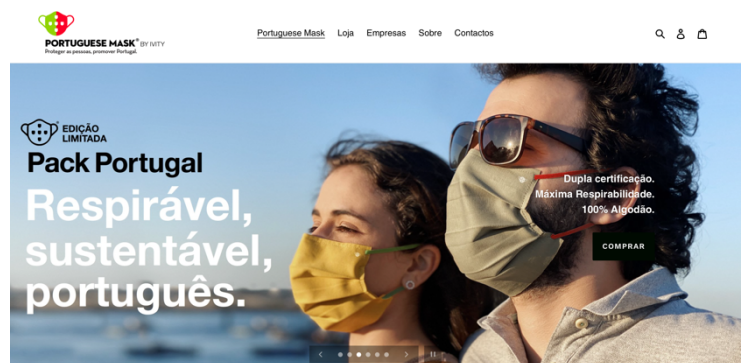 PORTUGUESE MASK® BY IVITY
Proteger as pessoas, promover Portugal.
Portuguese Mask Loja Empresas Sobre Contactos
EDIÇÃO
LIMITADA
Pack Portugal
Respirável,
sustentável,
português.
Dupla certificação.
Máxima Respirabilidade.
100% Algodão.
COMPRAR